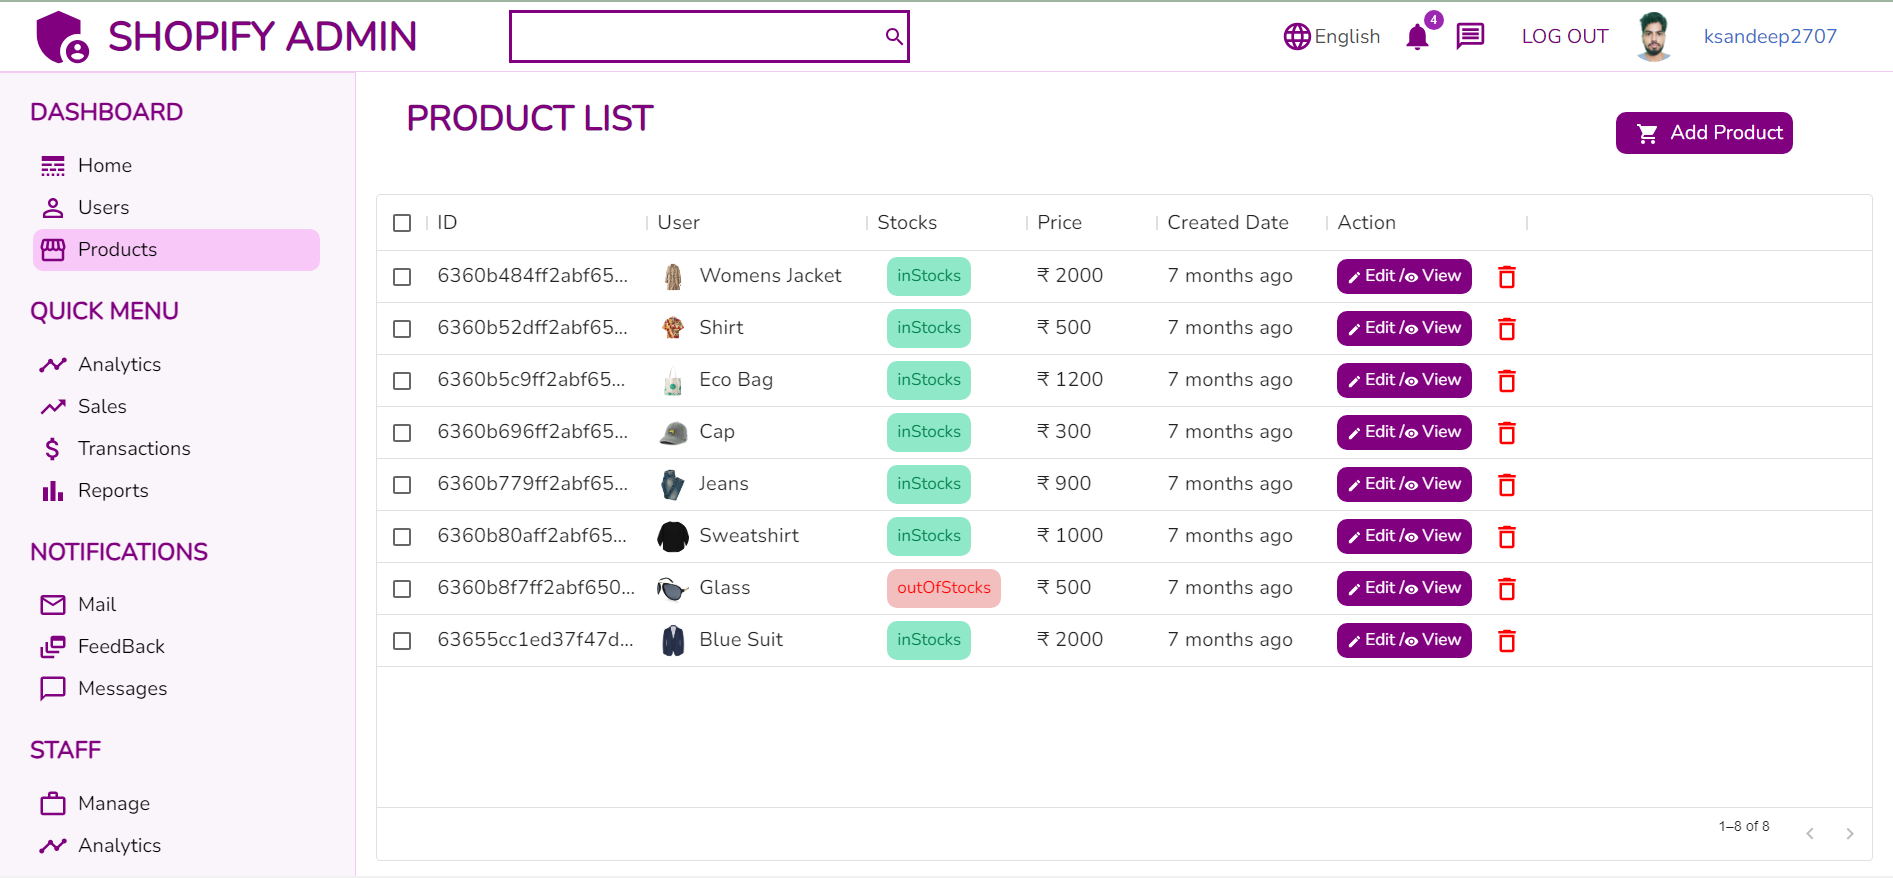 SHOPIFY ADMIN
English
4
LOG OUT
ksandeep2707
DASHBOARD
Home
Users
Products
QUICK MENU
Analytics
Sales
Transactions
Reports
NOTIFICATIONS
Mail
FeedBack
Messages
STAFF
Manage
Analytics
PRODUCT LIST
Add Product
ID User Stocks Price Created Date Action
6360b484ff2abf65... Womens Jacket inStocks ₹ 2000 7 months ago Edit / View
6360b52dff2abf65... Shirt inStocks ₹ 500 7 months ago Edit / View
6360b5c9ff2abf65... Eco Bag inStocks ₹ 1200 7 months ago Edit / View
6360b696ff2abf65... Cap inStocks ₹ 300 7 months ago Edit / View
6360b779ff2abf65... Jeans inStocks ₹ 900 7 months ago Edit / View
6360b80aff2abf65... Sweatshirt inStocks ₹ 1000 7 months ago Edit / View
6360b8f7ff2abf650... Glass outOfStocks ₹ 500 7 months ago Edit / View
63655cc1ed37f47d... Blue Suit inStocks ₹ 2000 7 months ago Edit / View
1–8 of 8